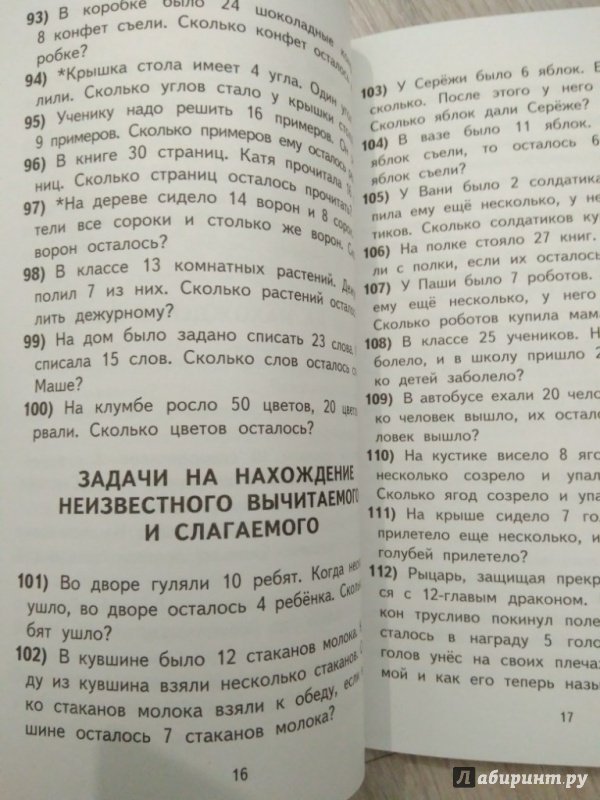 93) В коробке было 24 шоколадные
8 конфет съели. Сколько конфет осталось
робке?
94) *Крышка стола имеет 4 угла. Один
лили. Сколько углов стало у крышки
95) Ученику надо решить 16 примеров. Он
9 примеров. Сколько примеров ему осталось
96) В книге 30 страниц. Катя прочитала
ниц. Сколько страниц осталось прочитать?
97) *На дереве сидело 14 ворон и 8
тели все сороки и столько же ворон.
ворон осталось?
98) В классе 13 комнатных растений.
полил 7 из них. Сколько растений
лить дежурному?
99) На дом было задано списать 23 слова.
списала 15 слов. Сколько слов осталось
Маше?
100) На клумбе росло 50 цветов, 20
рвали. Сколько цветов осталось?
ЗАДАЧИ НА НАХОЖДЕНИЕ
НЕИЗВЕСТНОГО ВЫЧИТАЕМОГО
И СЛАГАЕМОГО
101) Во дворе гуляли 10 ребят. Когда
ушло, во дворе осталось 4 ребёнка.
бят ушло?
102) В кувшине было 12 стаканов молока.
ду из кувшина взяли несколько стаканов.
ко стаканов молока взяли к обеду, если
шине осталось 7 стаканов молока?
16
103) У Серёжи было 6 яблок.
сколько. После этого у него
Сколько яблок дали Серёже?
104) В вазе было 11 яблок.
яблок съели, то осталось 6
яблок съели?
105) У Вани было 2 солдатика
пила ему ещё несколько, у
тиков. Сколько солдатиков
106) На полке стояло 27 книг.
ли с полки, если их осталось
107) У Паши было 7 роботов.
ему ещё несколько, у него
Сколько роботов купила мама
108) В классе 25 учеников.
болело, и в школу пришло
ко детей заболело?
109) В автобусе ехали 20
ко человек вышло, их
ловек вышло?
110) На кустике висело 8
несколько созрело и
Сколько ягод созрело и
111) На крыше сидело 7
прилетело еще несколько, и
голубей прилетело?
112) Рыцарь, защищая
ся с 12-главым драконом.
кон трусливо покинул
сталось в награду 5
голов унёс на своих плечах
мой и как его теперь
17
Лабиринт.ру